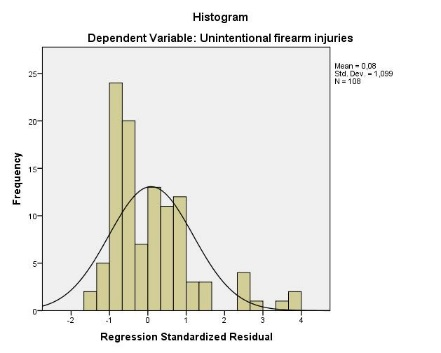 Histogram
Dependent Variable: Unintentional firearm injuries
Mean = 0,08
Std. Dev. = 1,099
N = 108
25
20
15
10
5
0
Frequency
-2 -1 0 1 2 3 4
Regression Standardized Residual